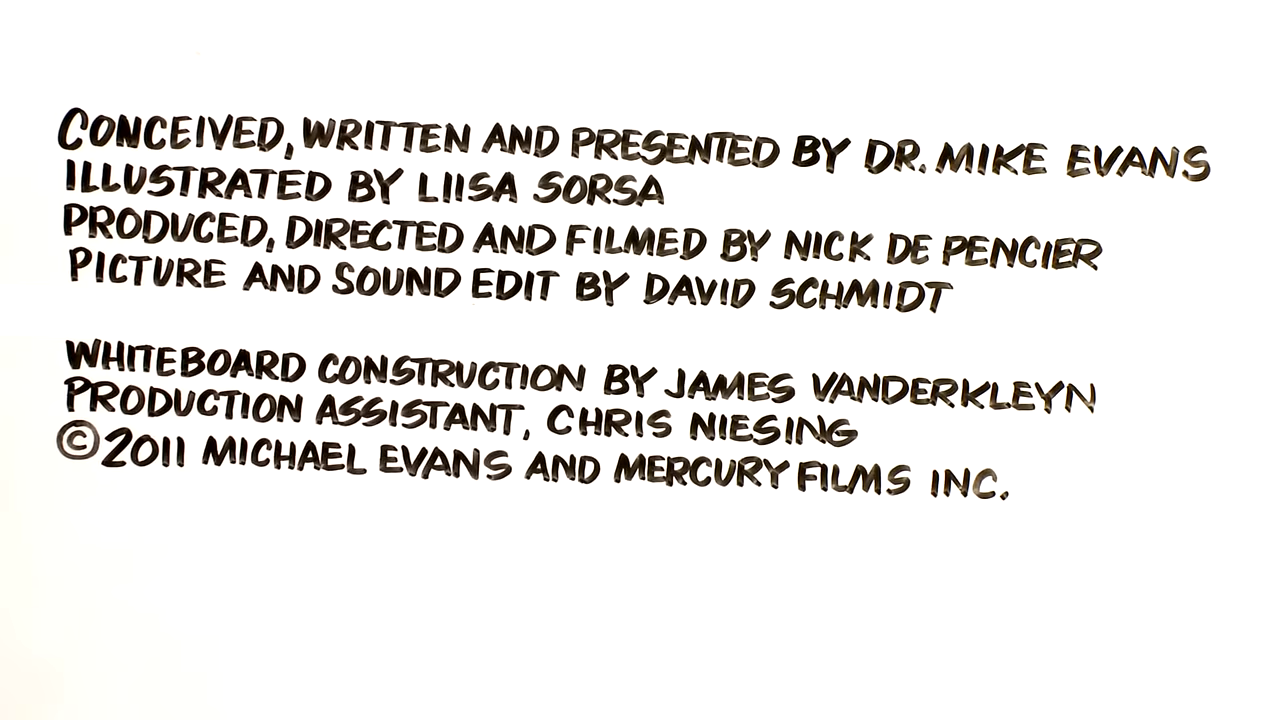 CONCEIVED, WRITTEN AND PRESENTED BY DR. MIKE EVANS
ILLUSTRATED BY LIISA SORSA
PRODUCED, DIRECTED AND FILMED BY NICK DE PENCIER
PICTURE AND SOUND EDIT BY DAVID SCHMIDT
WHITEBOARD CONSTRUCTION BY JAMES VANDERKLEYN
PRODUCTION ASSISTANT, CHRIS NIESING
© 2011 MICHAEL EVANS AND MERCURY FILMS INC.